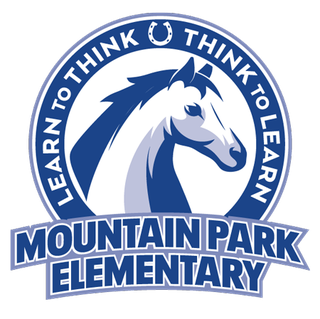 LEARN TO THINK THINK TO LEARN
MOUNTAIN PARK
ELEMENTARY